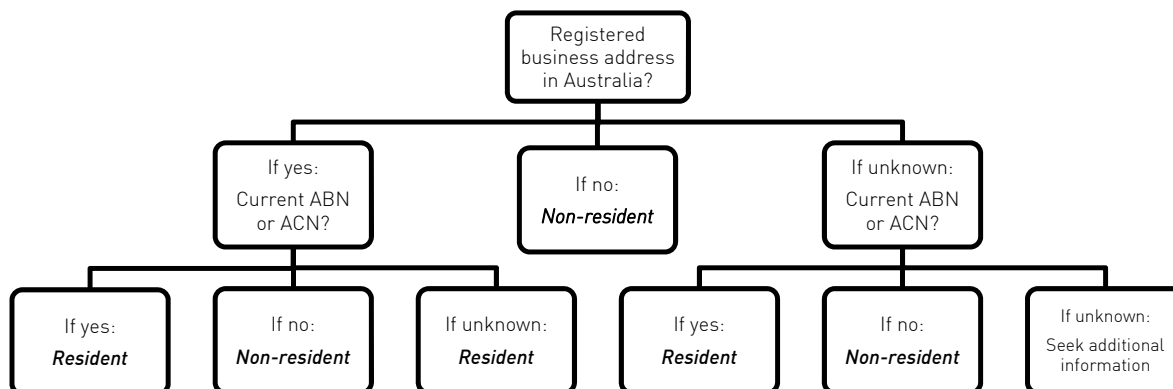 Registered
business address
in Australia?
If yes:
Current ABN
or ACN?
If no:
Non-resident
If unknown:
Current ABN
or ACN?
If yes:
Resident
If no:
Non-resident
If unknown:
Resident
If yes:
Resident
If no:
Non-resident
If unknown:
Seek additional
information